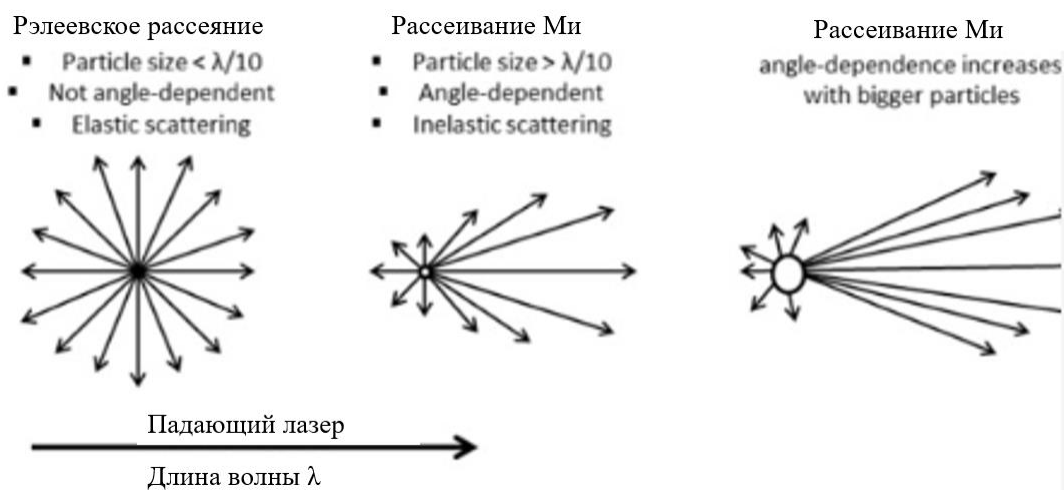 Рэлеевское рассеяние
▪ Particle size < λ/10
▪ Not angle-dependent
▪ Elastic scattering
Рассеивание Ми
▪ Particle size > λ/10
▪ Angle-dependent
▪ Inelastic scattering
Рассеивание Ми
angle-dependence increases
with bigger particles
Падающий лазер
Длина волны λ